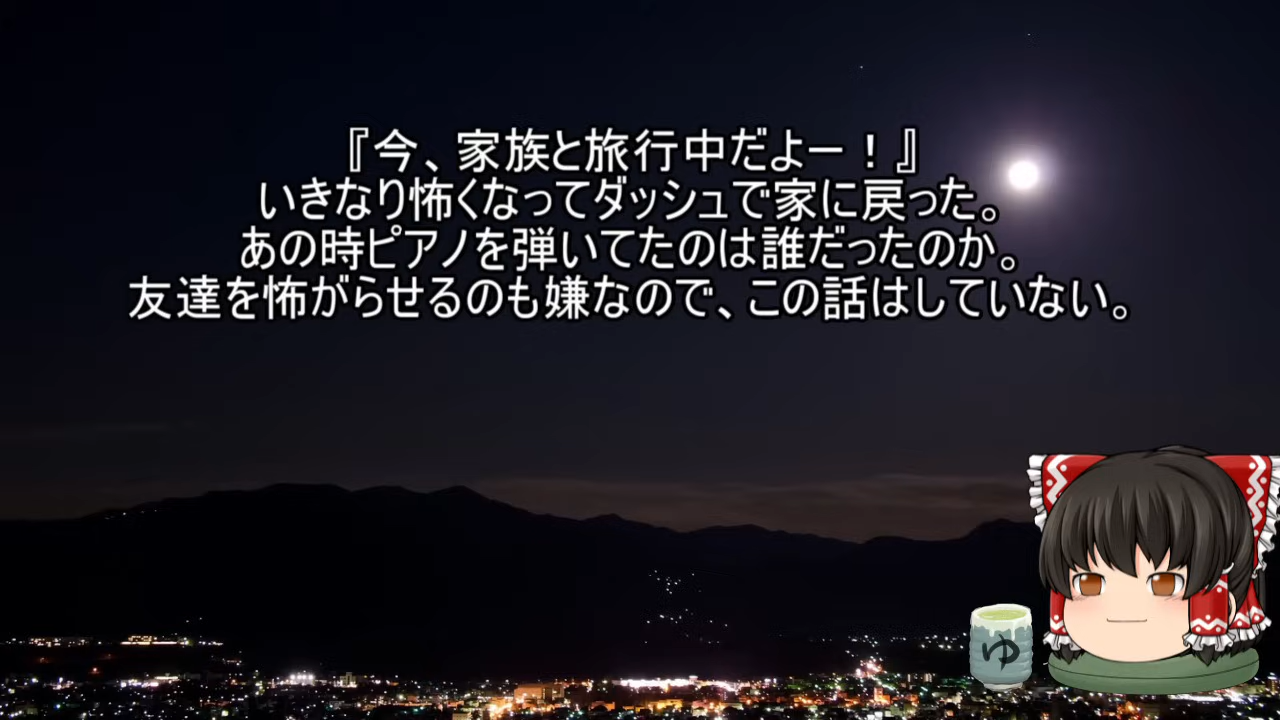 『今、家族と旅行中だよー！』
いきなり怖くなってダッシュで家に戻った。
あの時ピアノを弾いてたのは誰だったのか。
友達を怖がらせるのも嫌なので、この話はしていない。
ゆ